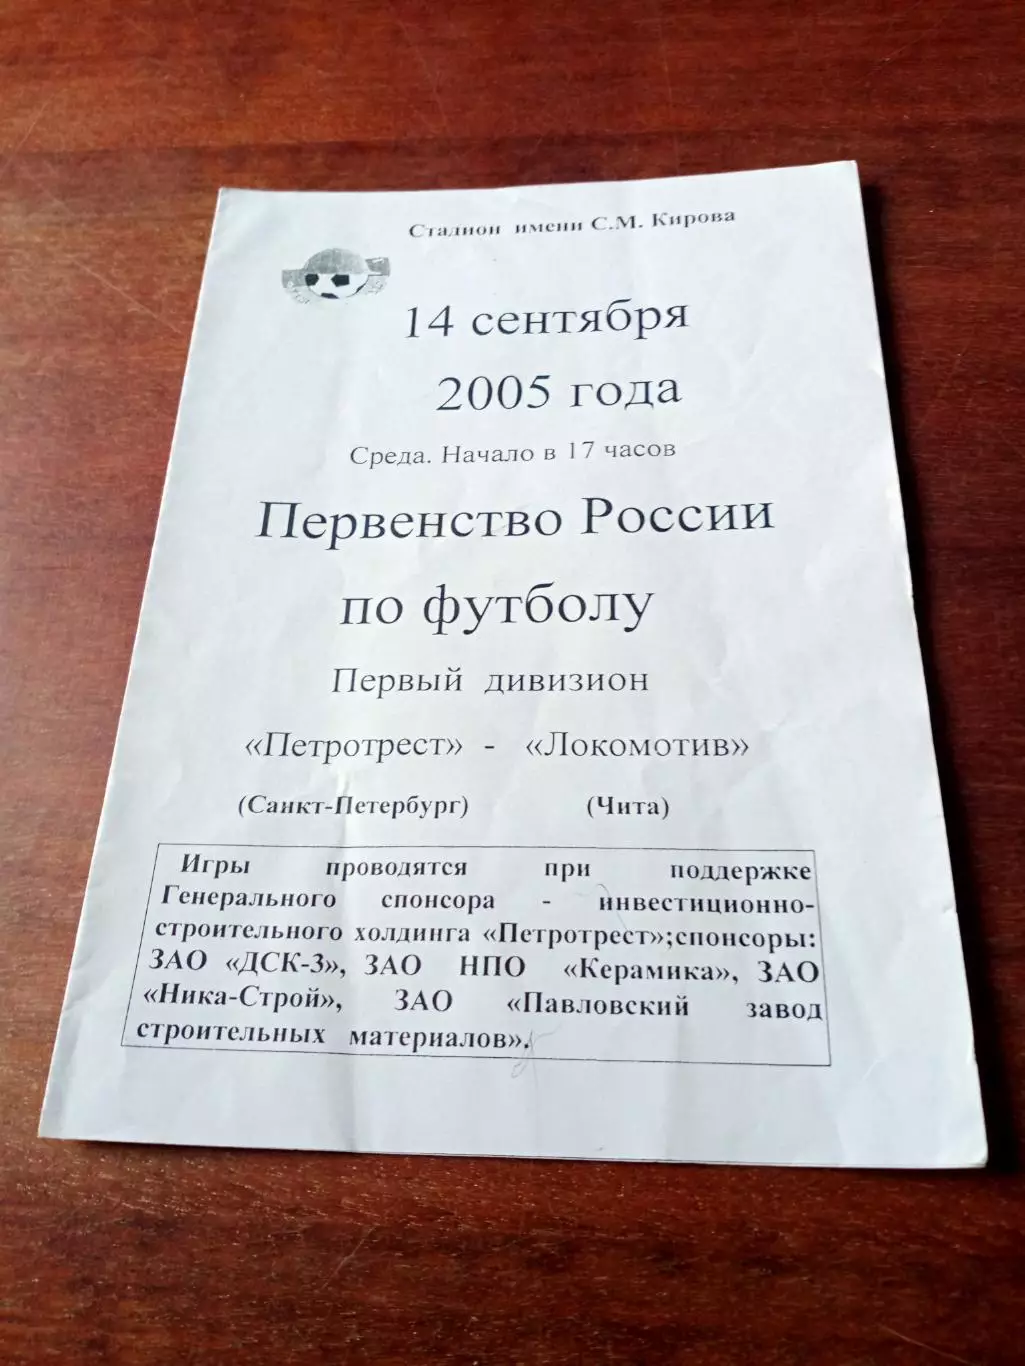 Стадион имени С.М. Кирова
14 сентября
2005 года
Среда. Начало в 17 часов
Первенство России
по футболу
Первый дивизион
«Петротрест» - «Локомотив»
(Санкт-Петербург) (Чита)
Игры проводятся при поддержке
Генерального спонсора - инвестиционно-
строительного холдинга «Петротрест»;спонсоры:
ЗАО «ДСК-3», ЗАО НПО «Керамика», ЗАО
«Ника-Строй», ЗАО «Павловский завод
строительных материалов».